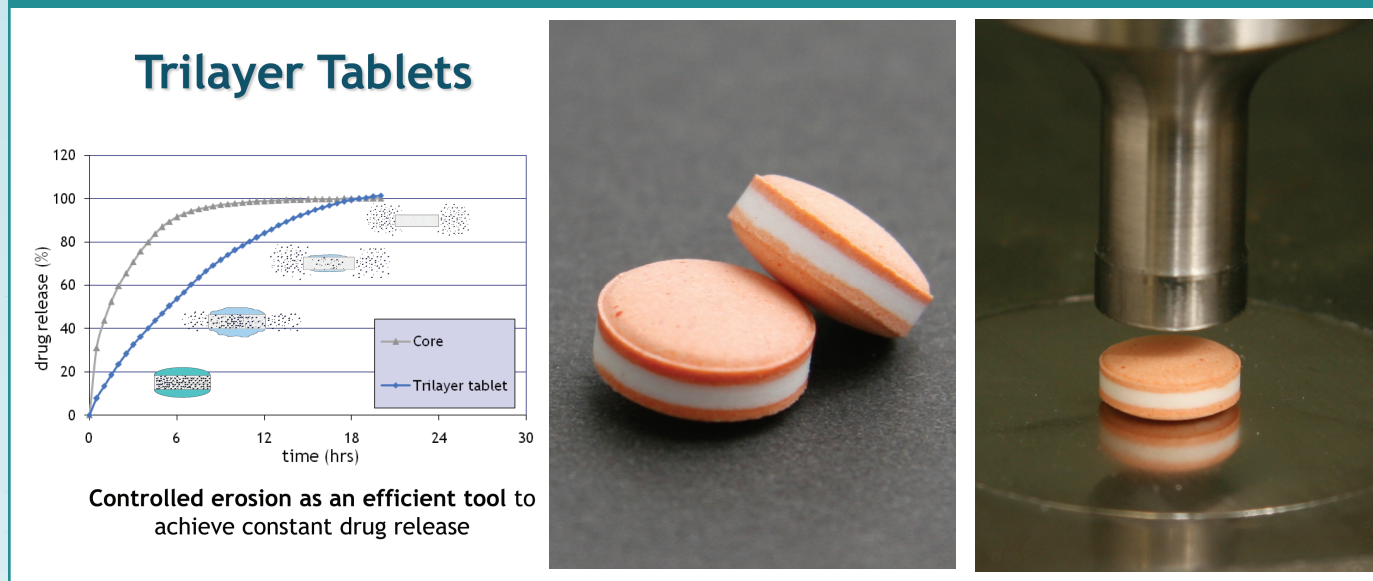 Trilayer Tablets
120
100
80
60
40
20
0
drug release (%)
Core
Trilayer tablet
0 6 12 18 24 30
time (hrs)
Controlled erosion as an efficient tool to
achieve constant drug release